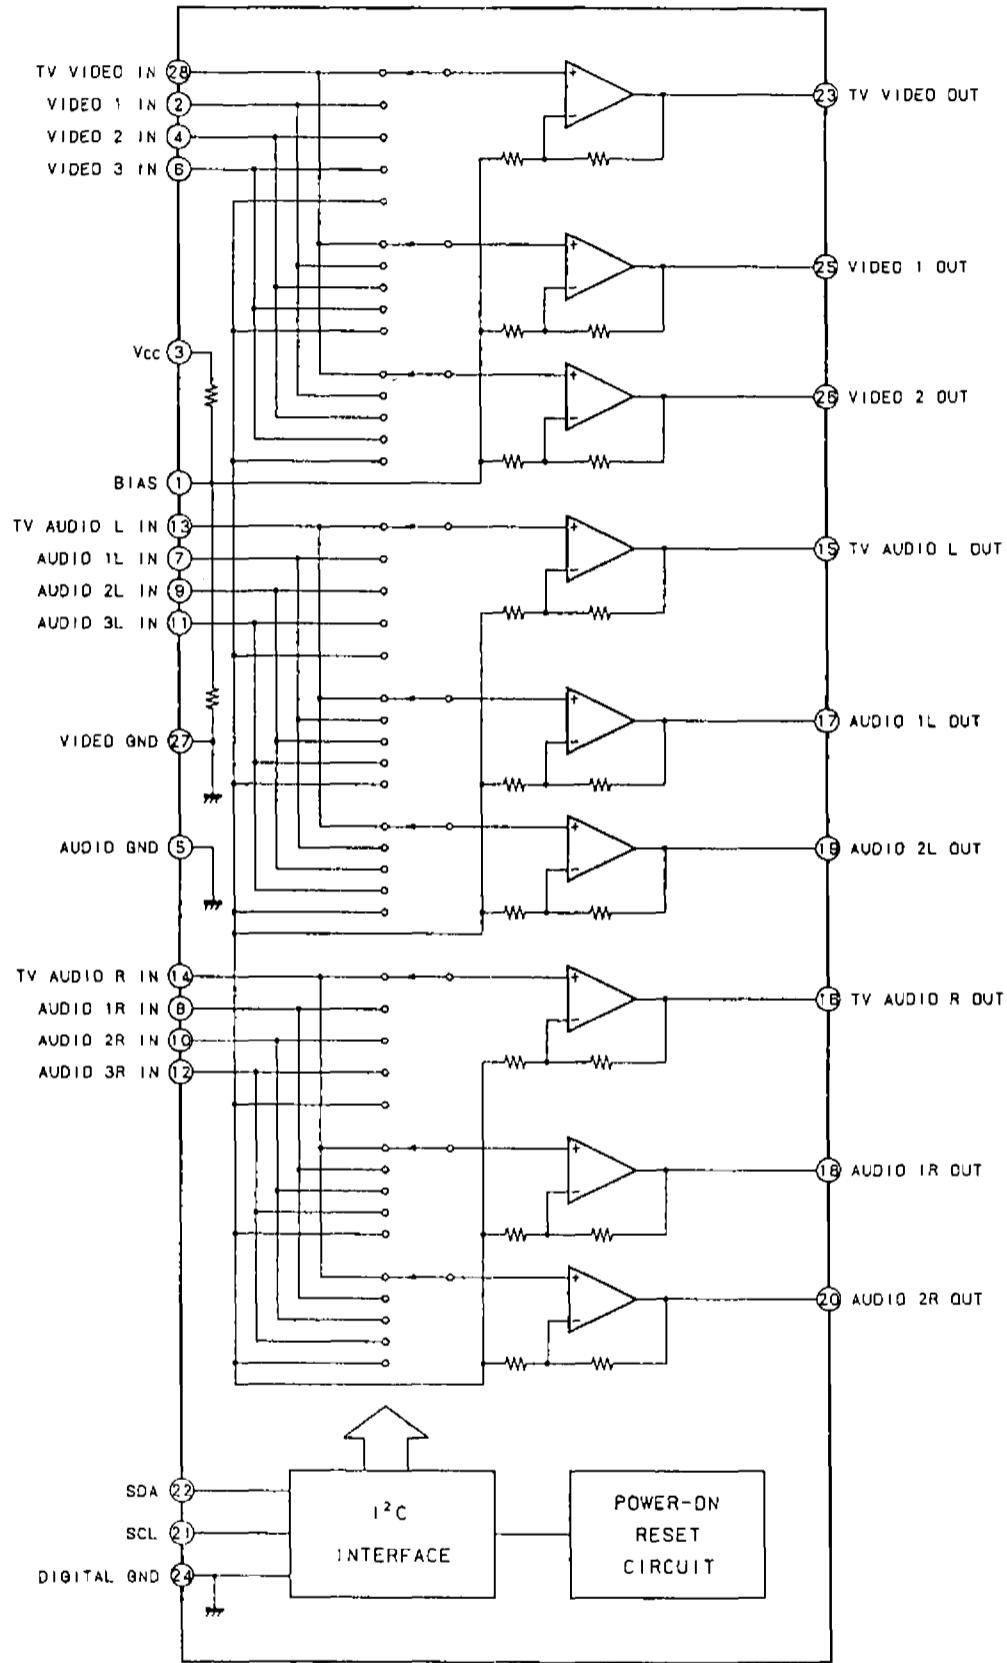 TV VIDEO IN 28
VIDEO 1 IN 2
VIDEO 2 IN 4
VIDEO 3 IN 6
Vcc 3
BIAS 1
TV AUDIO L IN 13
AUDIO 1L IN 7
AUDIO 2L IN 9
AUDIO 3L IN 11
VIDEO GND 27
AUDIO GND 5
TV AUDIO R IN 14
AUDIO 1R IN 8
AUDIO 2R IN 10
AUDIO 3R IN 12
SDA 22
SCL 21
DIGITAL GND 24
+
−
+
−
+
−
+
−
+
−
+
−
+
−
+
−
+
−
23 TV VIDEO OUT
25 VIDEO 1 OUT
26 VIDEO 2 OUT
15 TV AUDIO L OUT
17 AUDIO 1L OUT
19 AUDIO 2L OUT
16 TV AUDIO R OUT
18 AUDIO 1R OUT
20 AUDIO 2R OUT
I²C
INTERFACE
POWER-ON
RESET
CIRCUIT